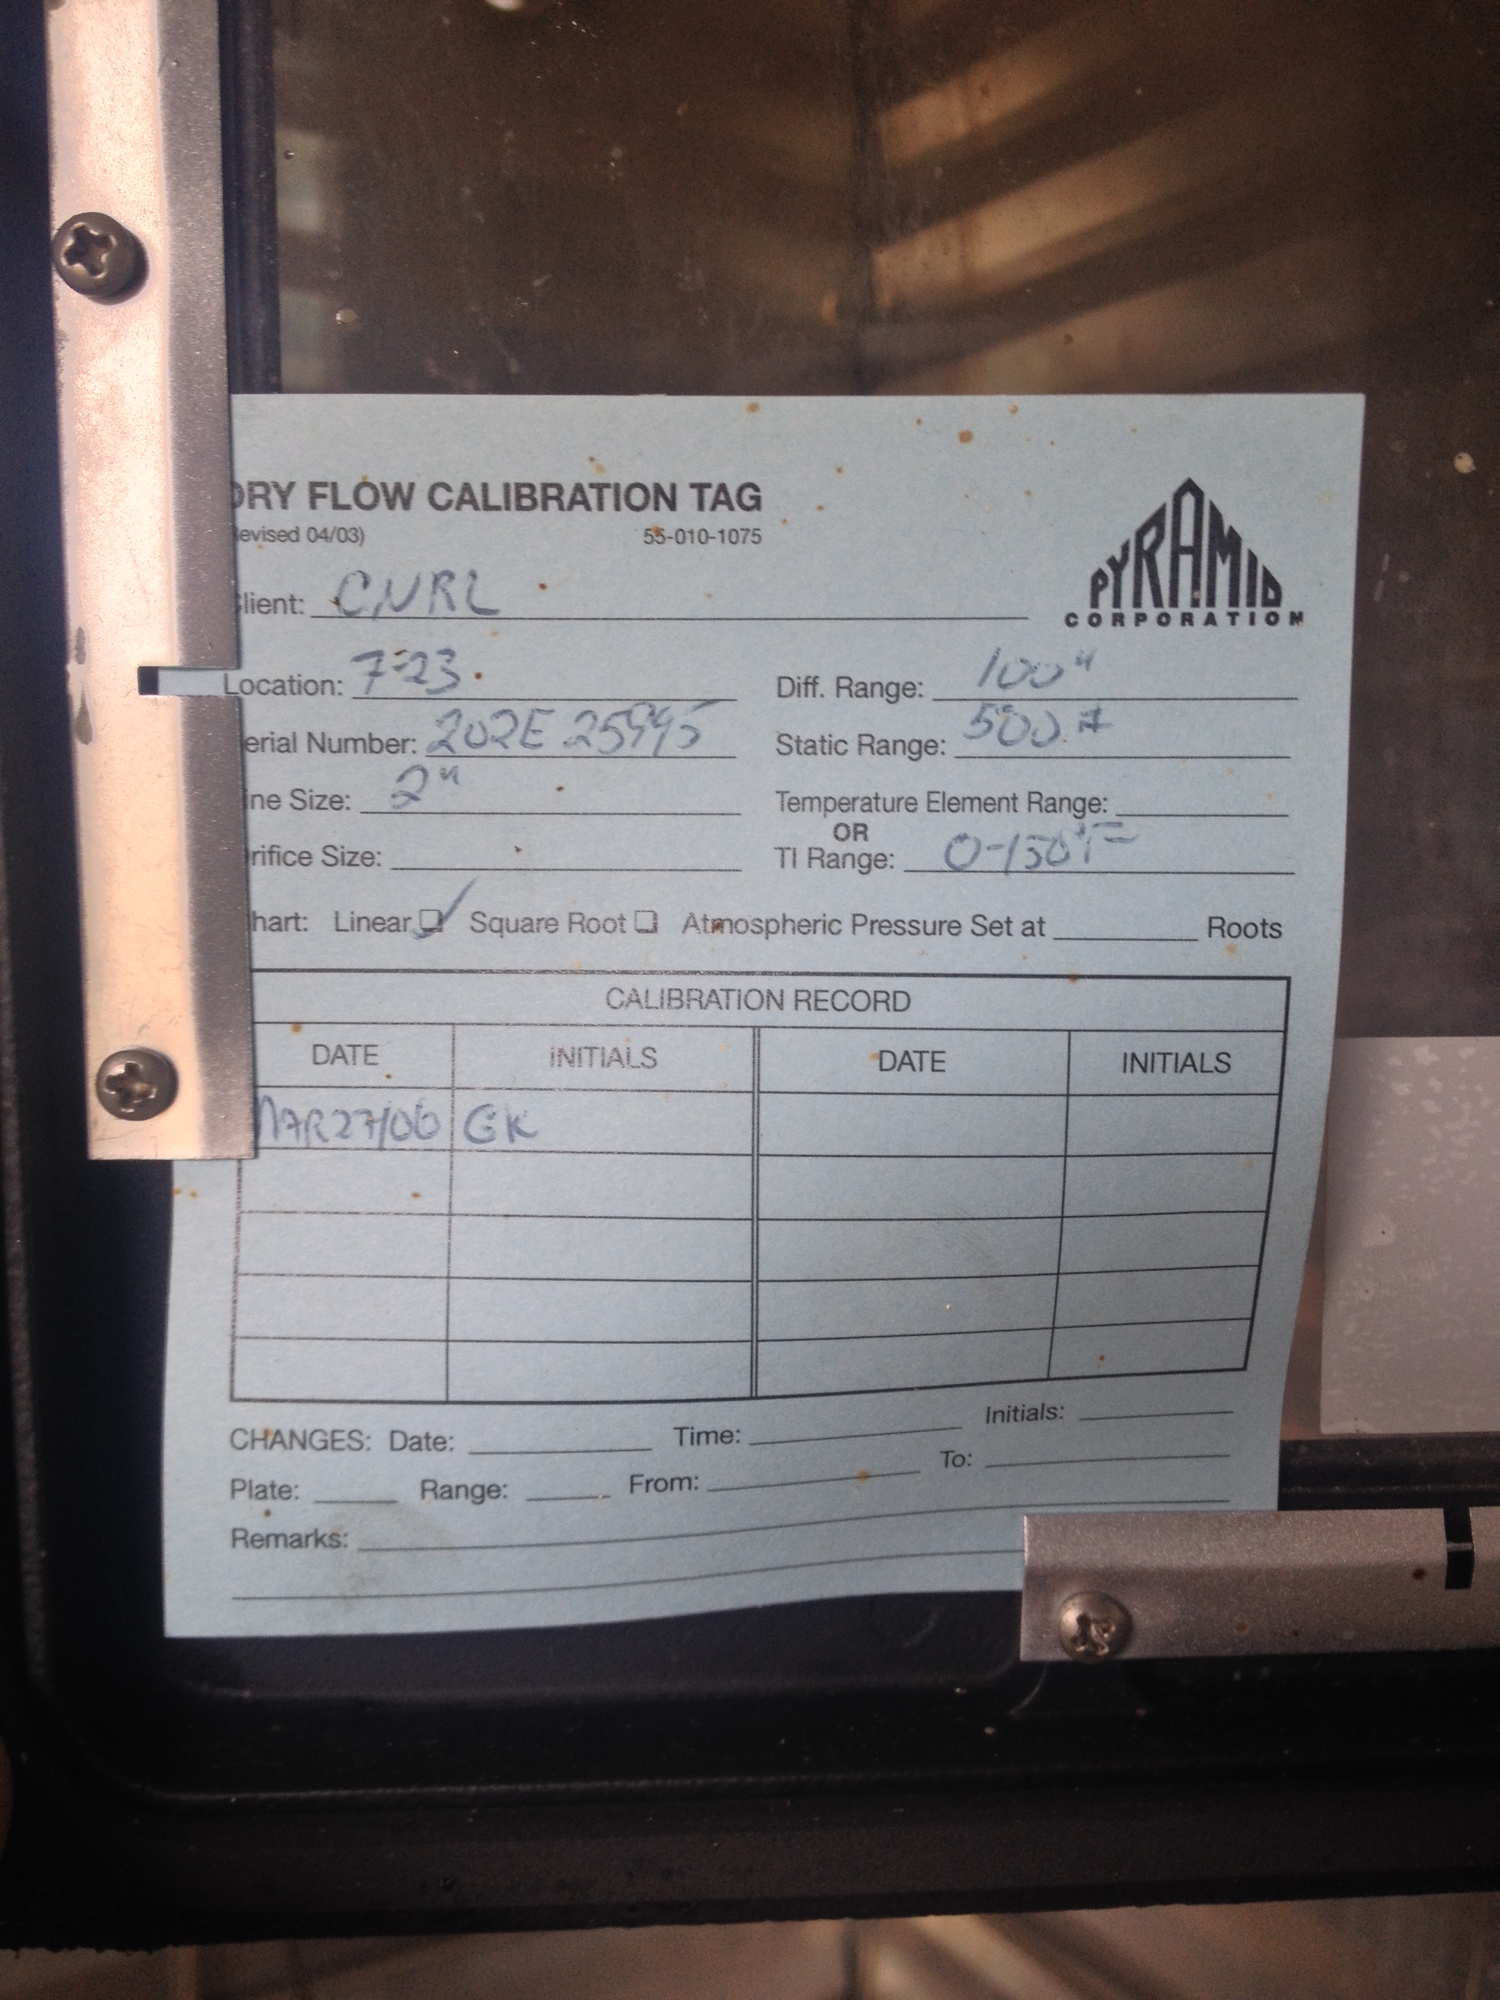 DRY FLOW CALIBRATION TAG
evised 04/03) 55-010-1075
PYRAMID
CORPORATION
lient: CNRL
Location: 7-23 Diff. Range: 100"
erial Number: 202E Static Range: 500#
ne Size: 2" Temperature Element Range:
OR
rifice Size: TI Range: 0-150°F
hart: Linear Square Root Atmospheric Pressure Set at Roots
CALIBRATION RECORD
DATE INITIALS DATE INITIALS
MAR27/06 GK
CHANGES: Date: Time: Initials:
Plate: Range: From: To:
Remarks: